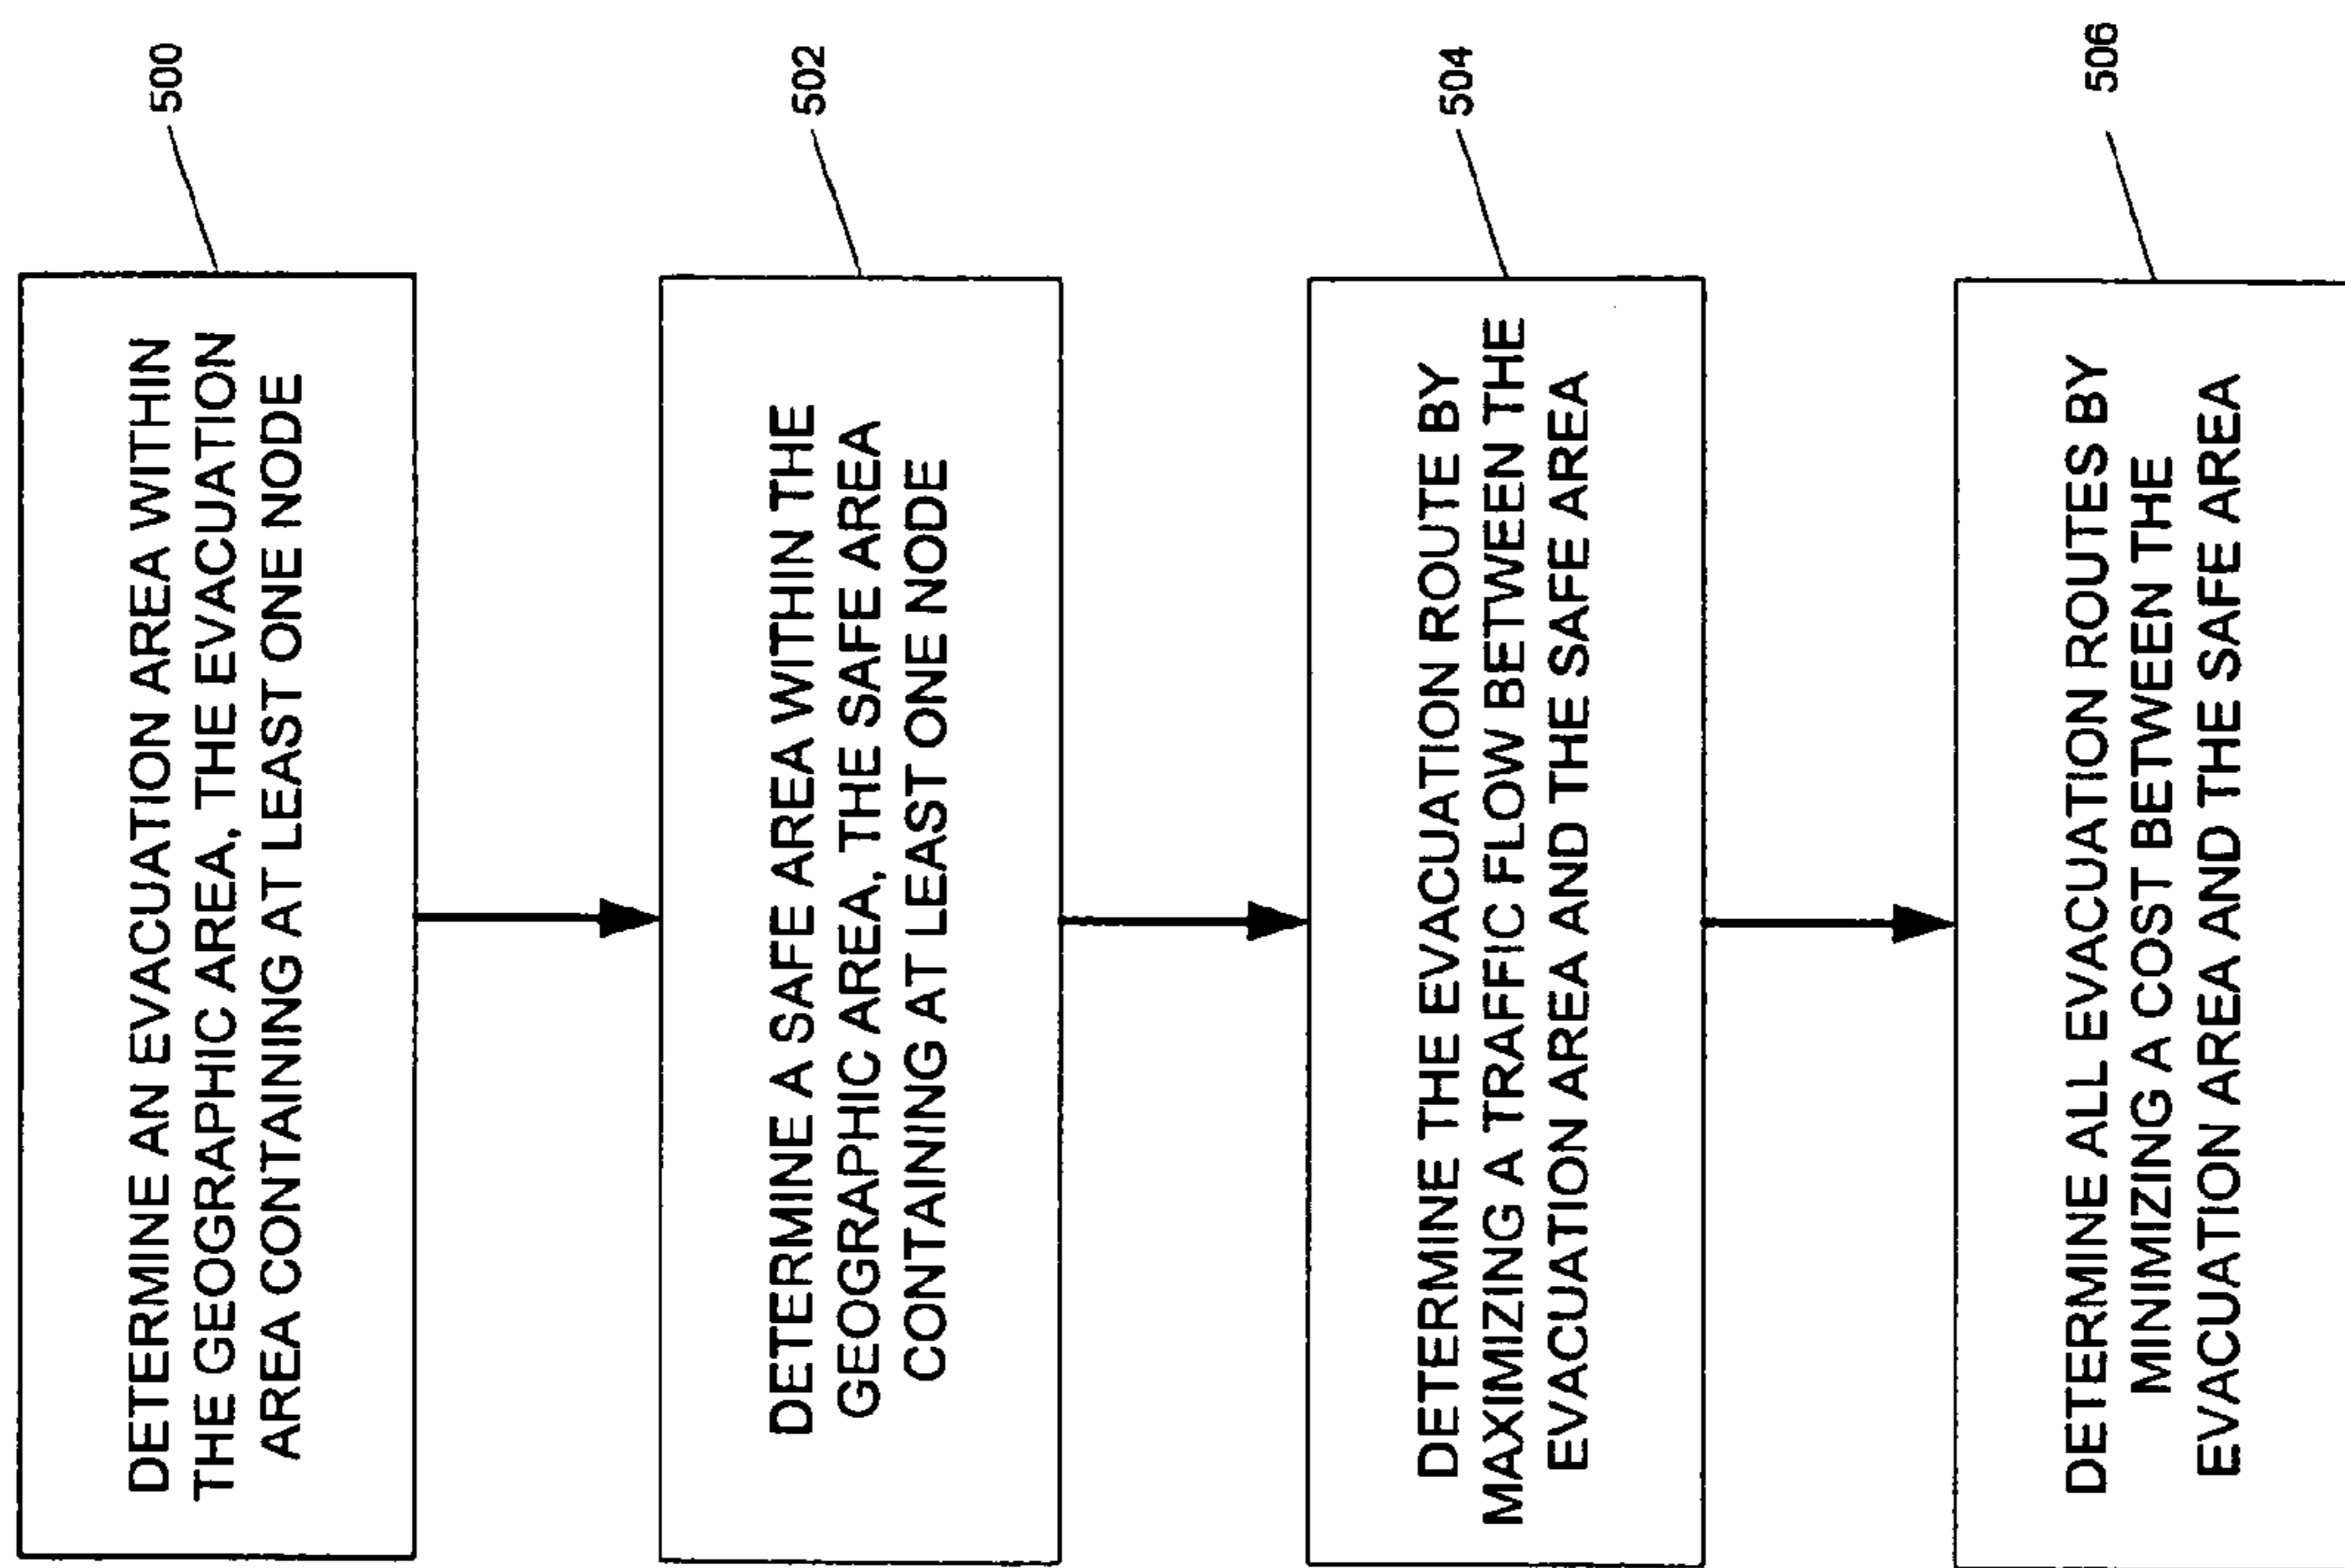 DETERMINE AN EVACUATION AREA WITHIN
THE GEOGRAPHIC AREA, THE EVACUATION
AREA CONTAINING AT LEAST ONE NODE
500
DETERMINE A SAFE AREA WITHIN THE
GEOGRAPHIC AREA, THE SAFE AREA
CONTAINING AT LEAST ONE NODE
502
DETERMINE THE EVACUATION ROUTE BY
MAXIMIZING A TRAFFIC FLOW BETWEEN THE
EVACUATION AREA AND THE SAFE AREA
504
DETERMINE ALL EVACUATION ROUTES BY
MINIMIZING A COST BETWEEN THE
EVACUATION AREA AND THE SAFE AREA
506